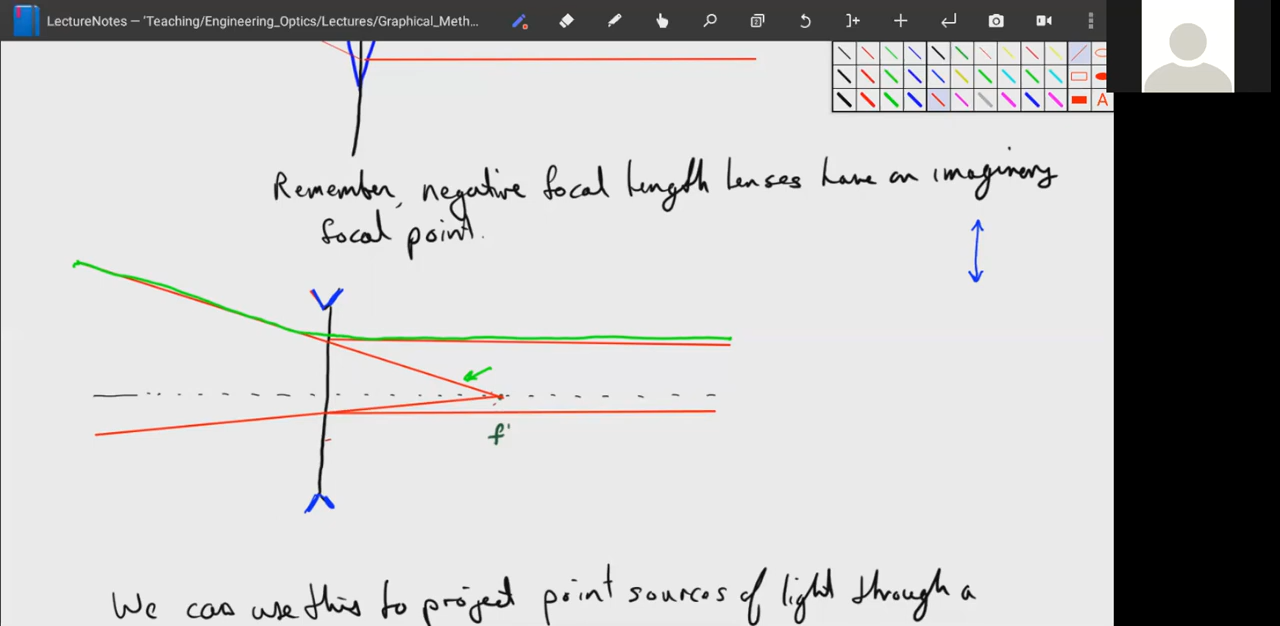 LectureNotes — ‘Teaching/Engineering_Optics/Lectures/Graphical_Meth...
A
Remember, negative focal length lenses have an imaginary
focal point.
f'
We can use this to project point sources of light through a